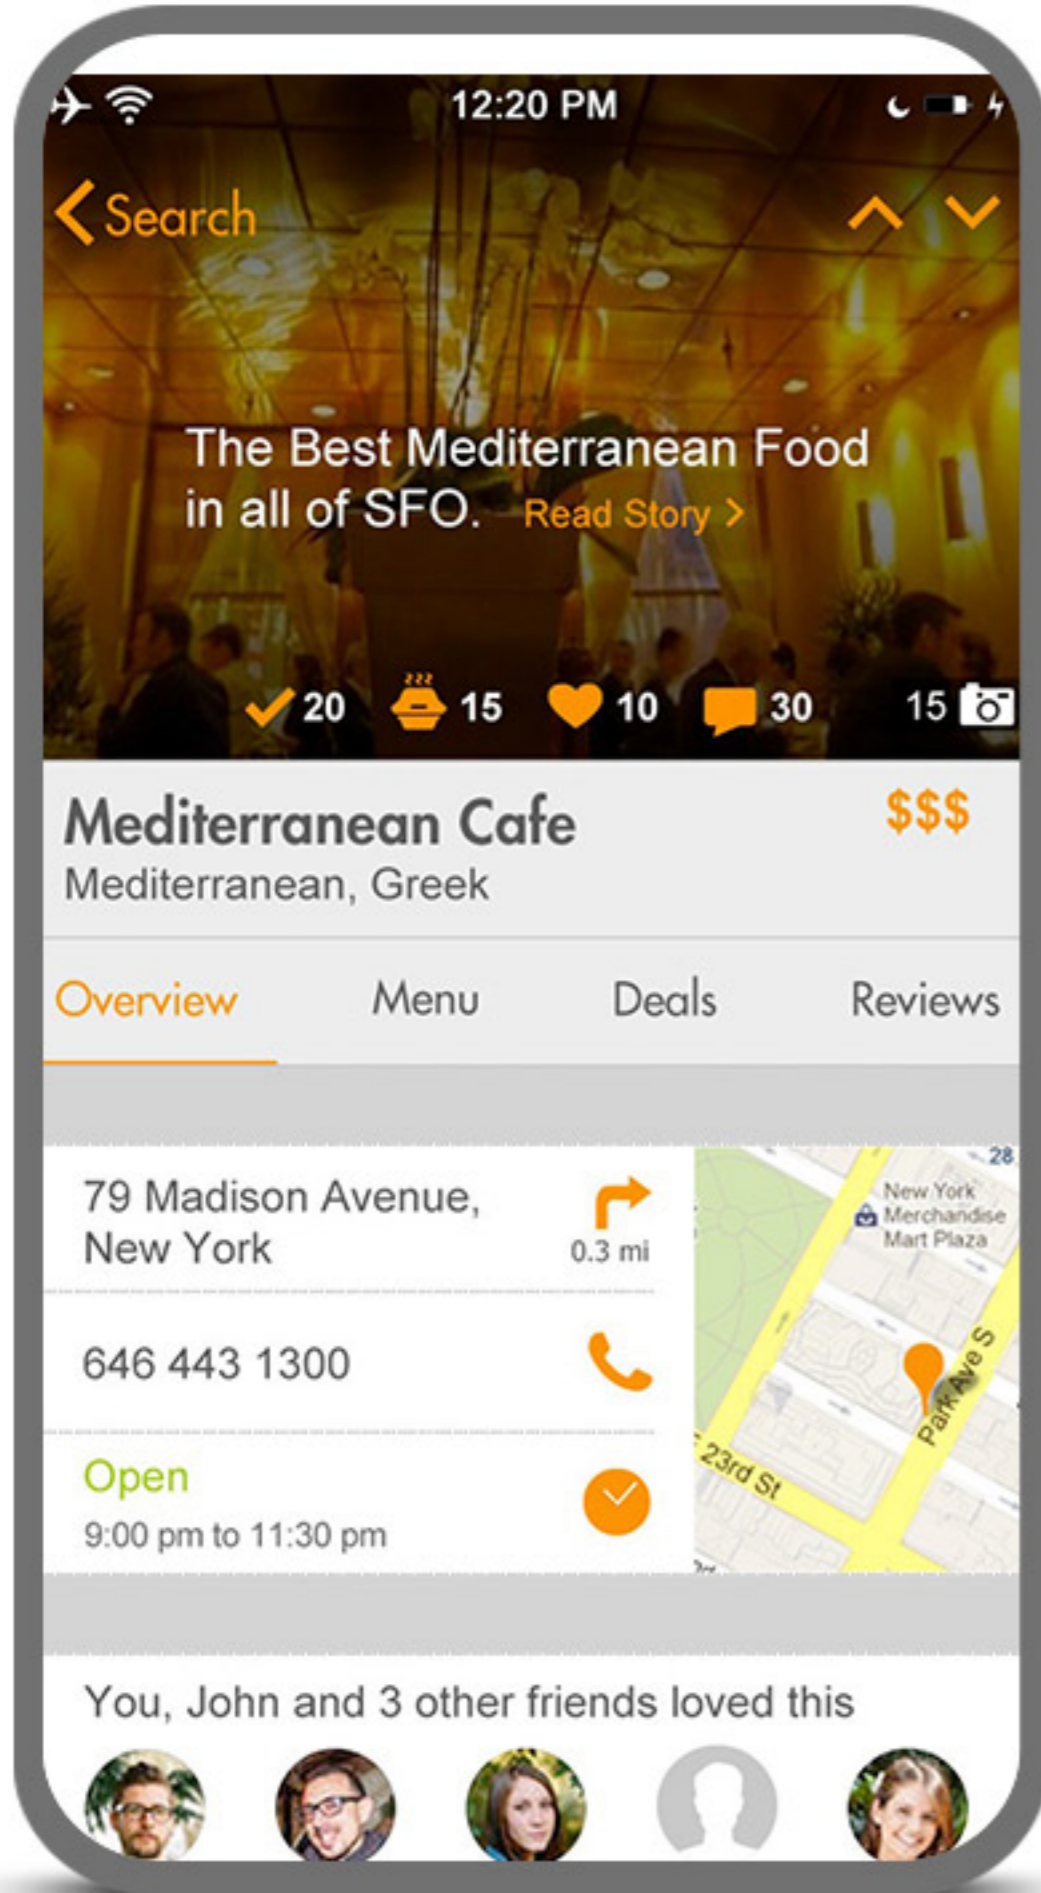 12:20 PM
Search
The Best Mediterranean Food
in all of SFO. Read Story >
20 15 10 30 15
Mediterranean Cafe $$$
Mediterranean, Greek
Overview Menu Deals Reviews
79 Madison Avenue,
New York
0.3 mi
646 443 1300
Open
9:00 pm to 11:30 pm
28
New York
Merchandise
Mart Plaza
Park Ave S
23rd St
You, John and 3 other friends loved this